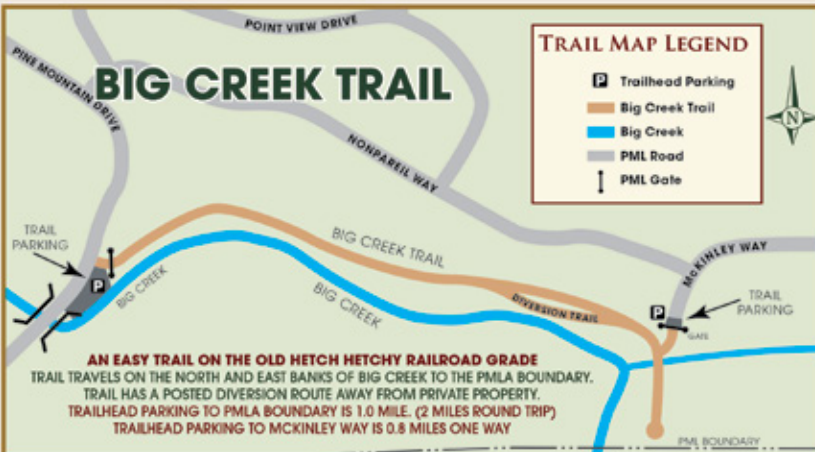 POINT VIEW DRIVE
TRAIL MAP LEGEND
P Trailhead Parking
Big Creek Trail
Big Creek
PML Road
PML Gate
N
PINE MOUNTAIN DRIVE
BIG CREEK TRAIL
NONPAREIL WAY
TRAIL
PARKING
P
BIG CREEK
BIG CREEK TRAIL
BIG CREEK
DIVERSION TRAIL
McKINLEY WAY
P
TRAIL
PARKING
GATE
AN EASY TRAIL ON THE OLD HETCH HETCHY RAILROAD GRADE
TRAIL TRAVELS ON THE NORTH AND EAST BANKS OF BIG CREEK TO THE PMLA BOUNDARY.
TRAIL HAS A POSTED DIVERSION ROUTE AWAY FROM PRIVATE PROPERTY.
TRAILHEAD PARKING TO PMLA BOUNDARY IS 1.0 MILE. (2 MILES ROUND TRIP)
TRAILHEAD PARKING TO MCKINLEY WAY IS 0.8 MILES ONE WAY
PML BOUNDARY